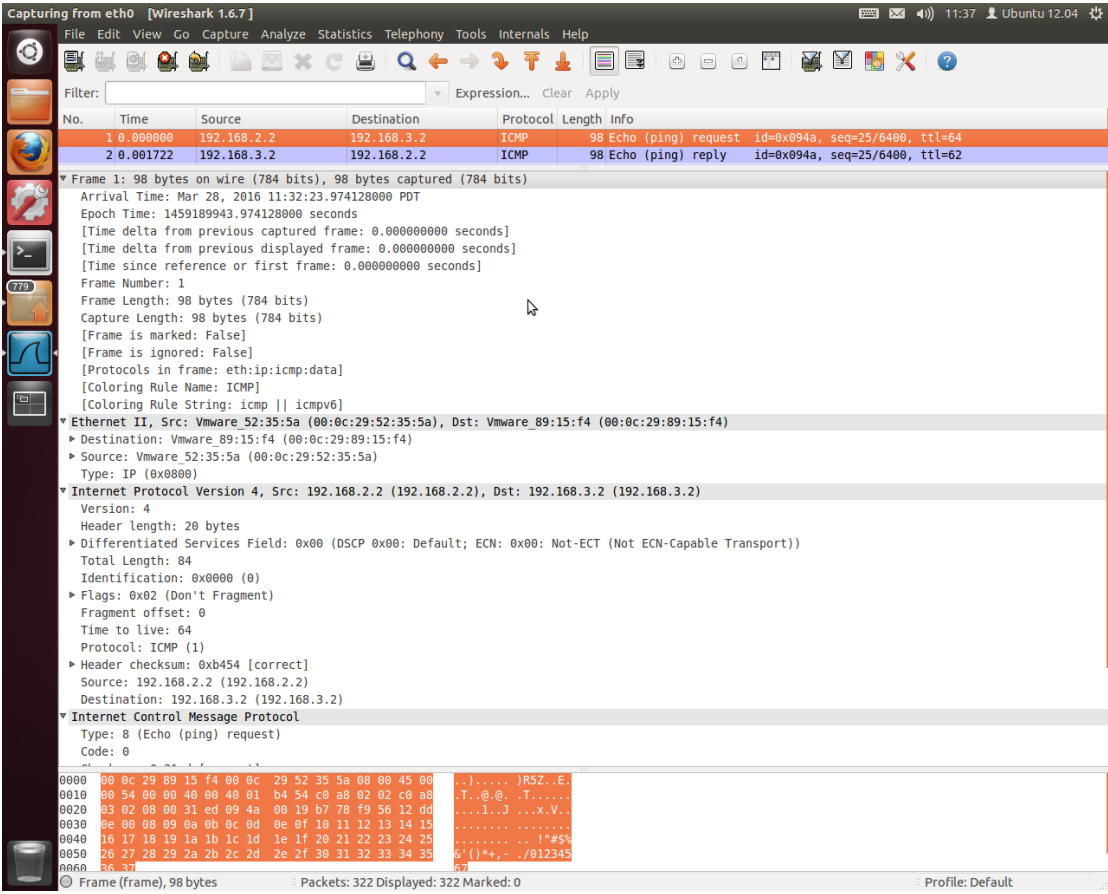 Capturing from eth0 [Wireshark 1.6.7 ] 11:37 Ubuntu 12.04
File Edit View Go Capture Analyze Statistics Telephony Tools Internals Help
Filter: Expression... Clear Apply
No. Time Source Destination Protocol Length Info
1 0.000000 192.168.2.2 192.168.3.2 ICMP 98 Echo (ping) request id=0x094a, seq=25/6400, ttl=64
2 0.001722 192.168.3.2 192.168.2.2 ICMP 98 Echo (ping) reply id=0x094a, seq=25/6400, ttl=62
Frame 1: 98 bytes on wire (784 bits), 98 bytes captured (784 bits)
Arrival Time: Mar 28, 2016 11:32:23.974128000 PDT
Epoch Time: 1459189943.974128000 seconds
[Time delta from previous captured frame: 0.000000000 seconds]
[Time delta from previous displayed frame: 0.000000000 seconds]
[Time since reference or first frame: 0.000000000 seconds]
Frame Number: 1
Frame Length: 98 bytes (784 bits)
Capture Length: 98 bytes (784 bits)
[Frame is marked: False]
[Frame is ignored: False]
[Protocols in frame: eth:ip:icmp:data]
[Coloring Rule Name: ICMP]
[Coloring Rule String: icmp || icmpv6]
779
Ethernet II, Src: Vmware_52:35:5a (00:0c:29:52:35:5a), Dst: Vmware_89:15:f4 (00:0c:29:89:15:f4)
Destination: Vmware_89:15:f4 (00:0c:29:89:15:f4)
Source: Vmware_52:35:5a (00:0c:29:52:35:5a)
Type: IP (0x0800)
Internet Protocol Version 4, Src: 192.168.2.2 (192.168.2.2), Dst: 192.168.3.2 (192.168.3.2)
Version: 4
Header length: 20 bytes
Differentiated Services Field: 0x00 (DSCP 0x00: Default; ECN: 0x00: Not-ECT (Not ECN-Capable Transport))
Total Length: 84
Identification: 0x0000 (0)
Flags: 0x02 (Don't Fragment)
Fragment offset: 0
Time to live: 64
Protocol: ICMP (1)
Header checksum: 0xb454 [correct]
Source: 192.168.2.2 (192.168.2.2)
Destination: 192.168.3.2 (192.168.3.2)
Internet Control Message Protocol
Type: 8 (Echo (ping) request)
Code: 0
0000 00 0c 29 89 15 f4 00 0c 29 52 35 5a 08 00 45 00 ..)..... )R5Z..E.
0010 00 54 00 00 40 00 40 01 b4 54 c0 a8 02 02 c0 a8 .T..@.@. .T......
0020 03 02 08 00 31 ed 09 4a 00 19 b7 78 f9 56 12 dd ....1..J ...x.V..
0030 0e 00 08 09 0a 0b 0c 0d 0e 0f 10 11 12 13 14 15 ........ ........
0040 16 17 18 19 1a 1b 1c 1d 1e 1f 20 21 22 23 24 25 ........ .. !"#$%
0050 26 27 28 29 2a 2b 2c 2d 2e 2f 30 31 32 33 34 35 &'()*+,- ./012345
0060 36 37 67
Frame (frame), 98 bytes Packets: 322 Displayed: 322 Marked: 0 Profile: Default